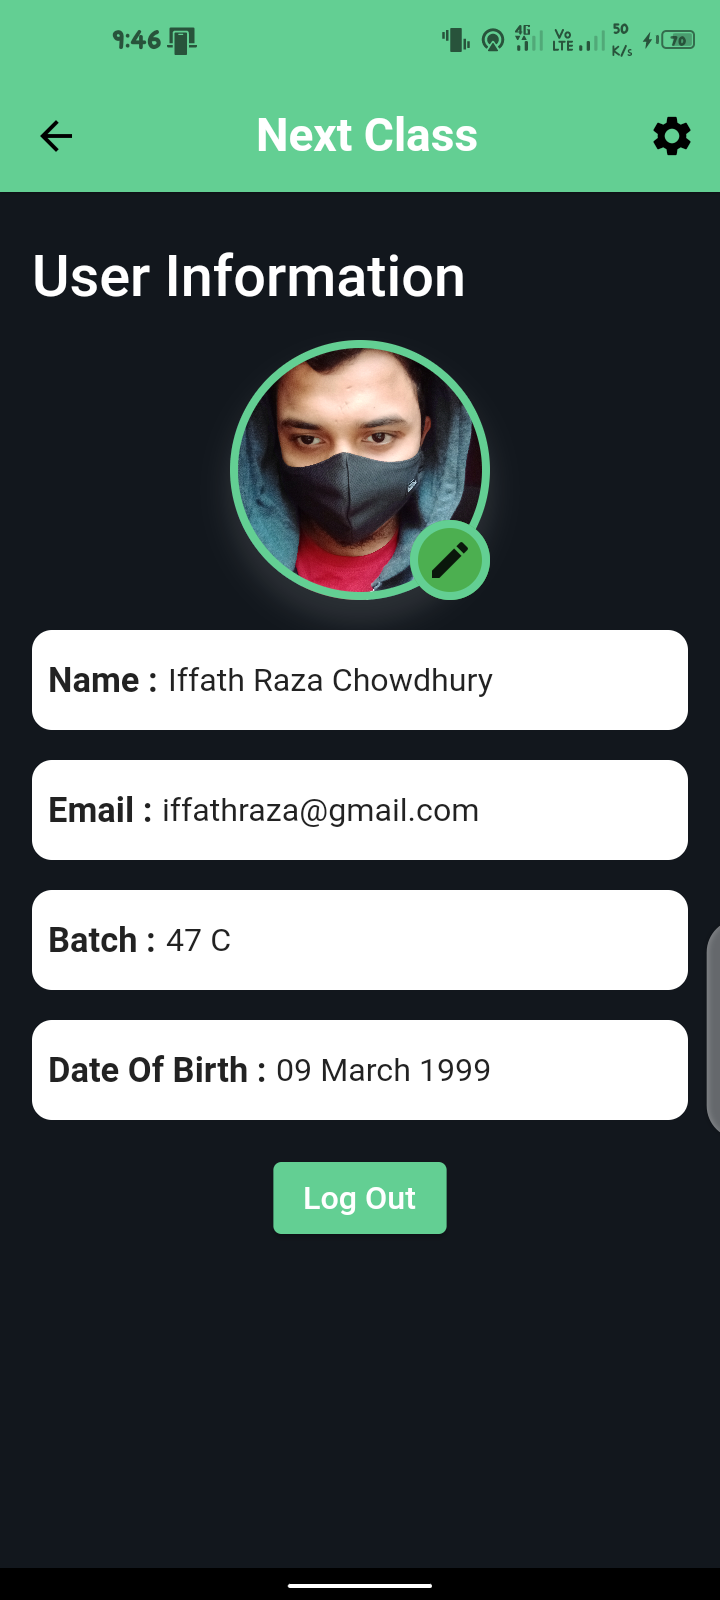 9:46 4G Vo LTE 50 K/s 70
Next Class
User Information
Name : Iffath Raza Chowdhury
Email : iffathraza@gmail.com
Batch : 47 C
Date Of Birth : 09 March 1999
Log Out